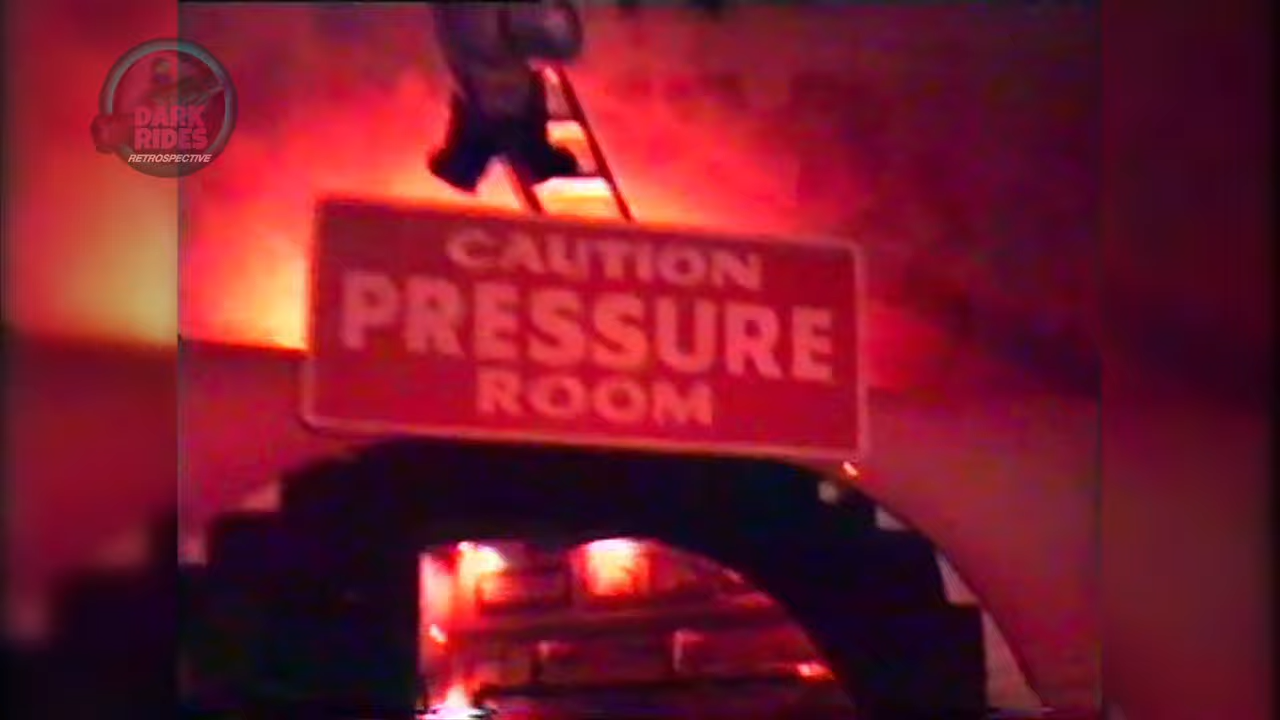 DARK
RIDES
RETROSPECTIVE
CAUTION
PRESSURE
ROOM